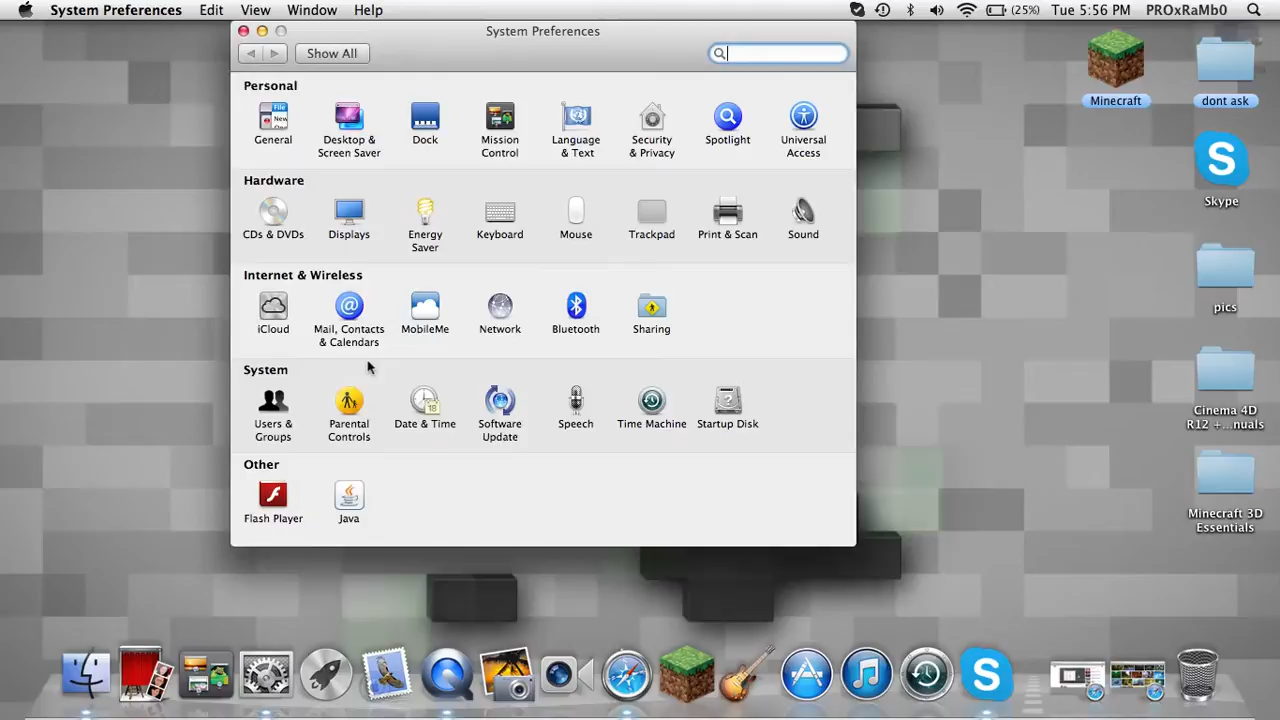 System Preferences Edit View Window Help (25%) Tue 5:56 PM PROxRaMb0
System Preferences
Show All
Personal
General
Desktop &
Screen Saver
Dock
Mission
Control
Language
& Text
Security
& Privacy
Spotlight
Universal
Access
Hardware
CDs & DVDs
Displays
Energy
Saver
Keyboard
Mouse
Trackpad
Print & Scan
Sound
Internet & Wireless
iCloud
Mail, Contacts
& Calendars
MobileMe
Network
Bluetooth
Sharing
System
Users &
Groups
Parental
Controls
Date & Time
Software
Update
Speech
Time Machine
Startup Disk
Other
Flash Player
Java
Minecraft
dont ask
Skype
pics
Cinema 4D
R12 +...nuals
Minecraft 3D
Essentials